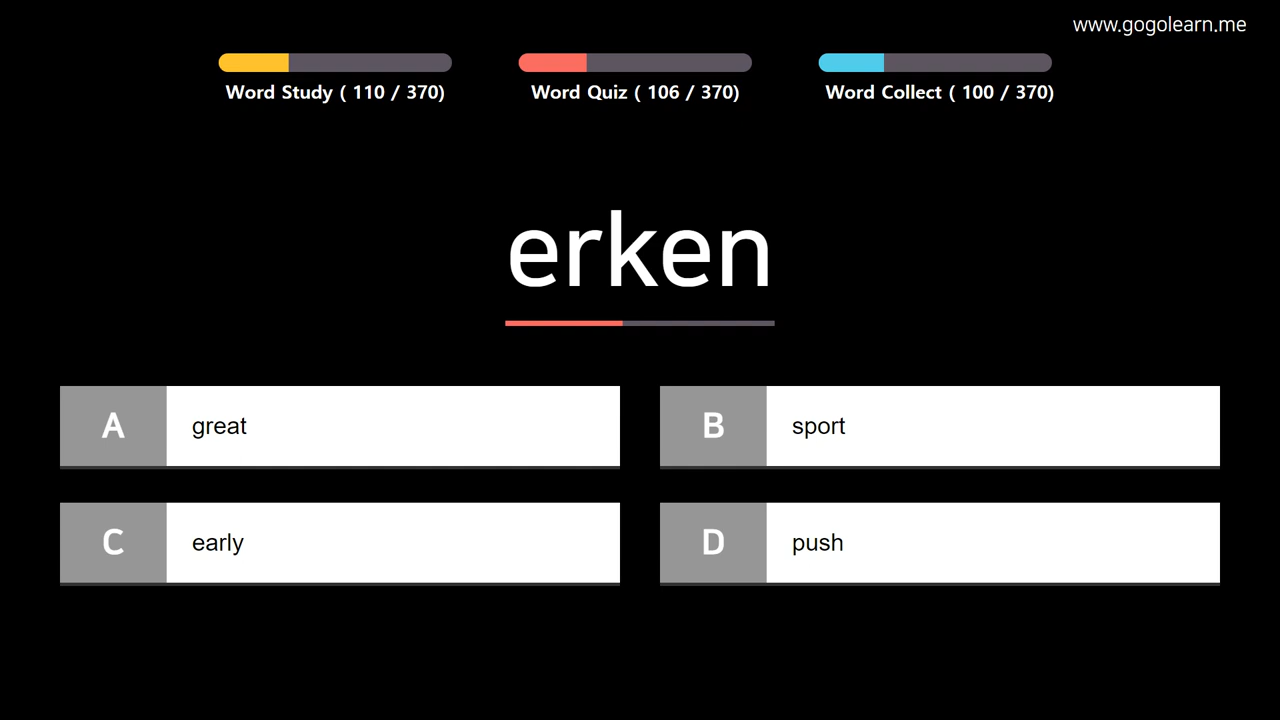 www.gogolearn.me
Word Study ( 110 / 370)
Word Quiz ( 106 / 370)
Word Collect ( 100 / 370)
erken
A great
B sport
C early
D push